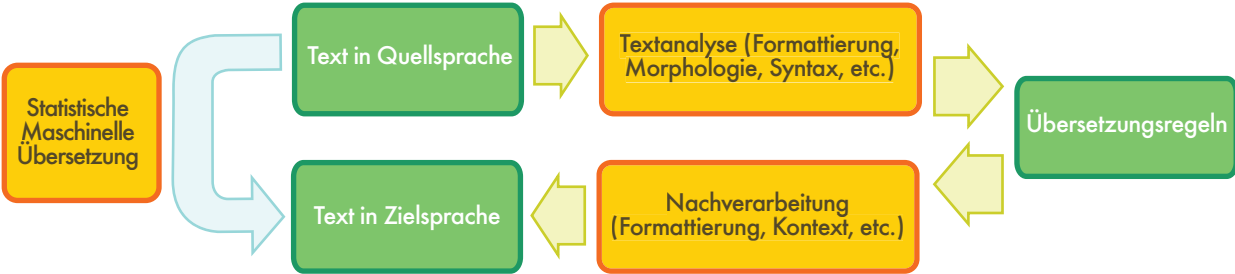 Statistische
Maschinelle
Übersetzung
Text in Quellsprache
Textanalyse (Formattierung,
Morphologie, Syntax, etc.)
Übersetzungsregeln
Nachverarbeitung
(Formattierung, Kontext, etc.)
Text in Zielsprache